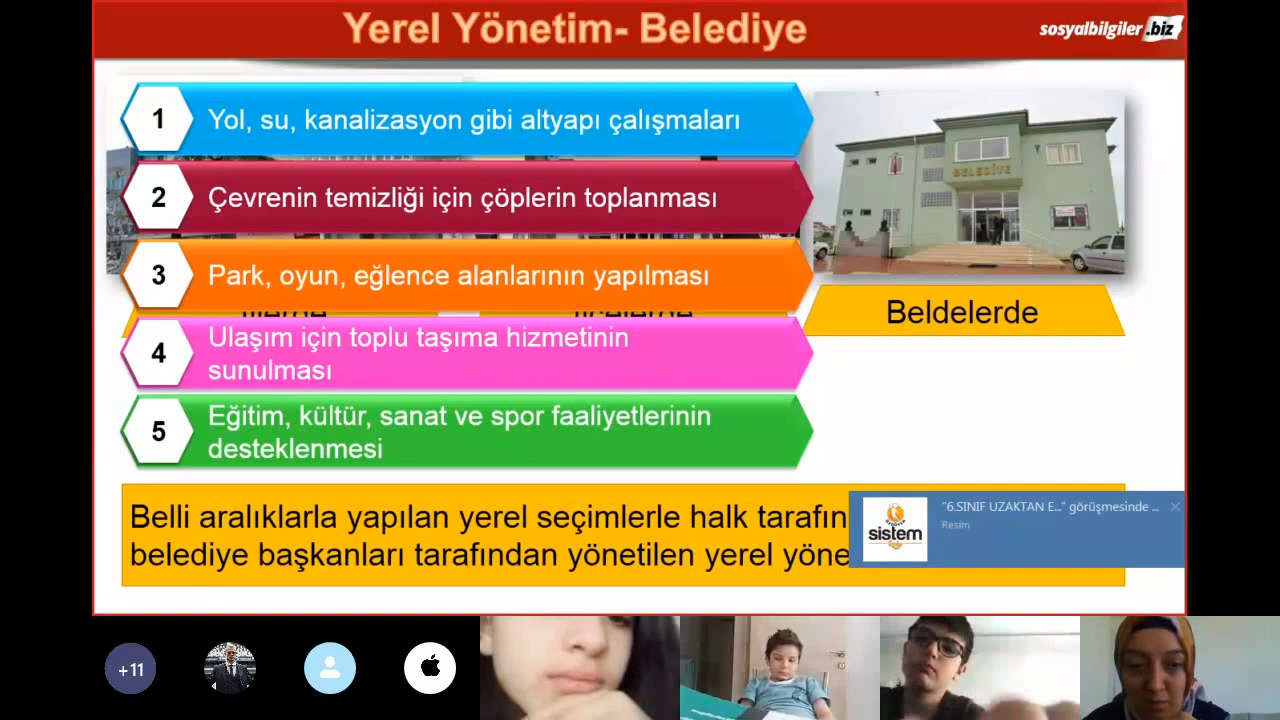 Yerel Yönetim- Belediye
sosyalbilgiler.biz
1
Yol, su, kanalizasyon gibi altyapı çalışmaları
2
Çevrenin temizliği için çöplerin toplanması
3
Park, oyun, eğlence alanlarının yapılması
4
Ulaşım için toplu taşıma hizmetinin
sunulması
5
Eğitim, kültür, sanat ve spor faaliyetlerinin
desteklenmesi
BELEDİYE
Beldelerde
Belli aralıklarla yapılan yerel seçimlerle halk
belediye başkanları tarafından yönetilen yerel
"6.SINIF UZAKTAN E..." görüşmesinde ...
Resim
sistem
+11